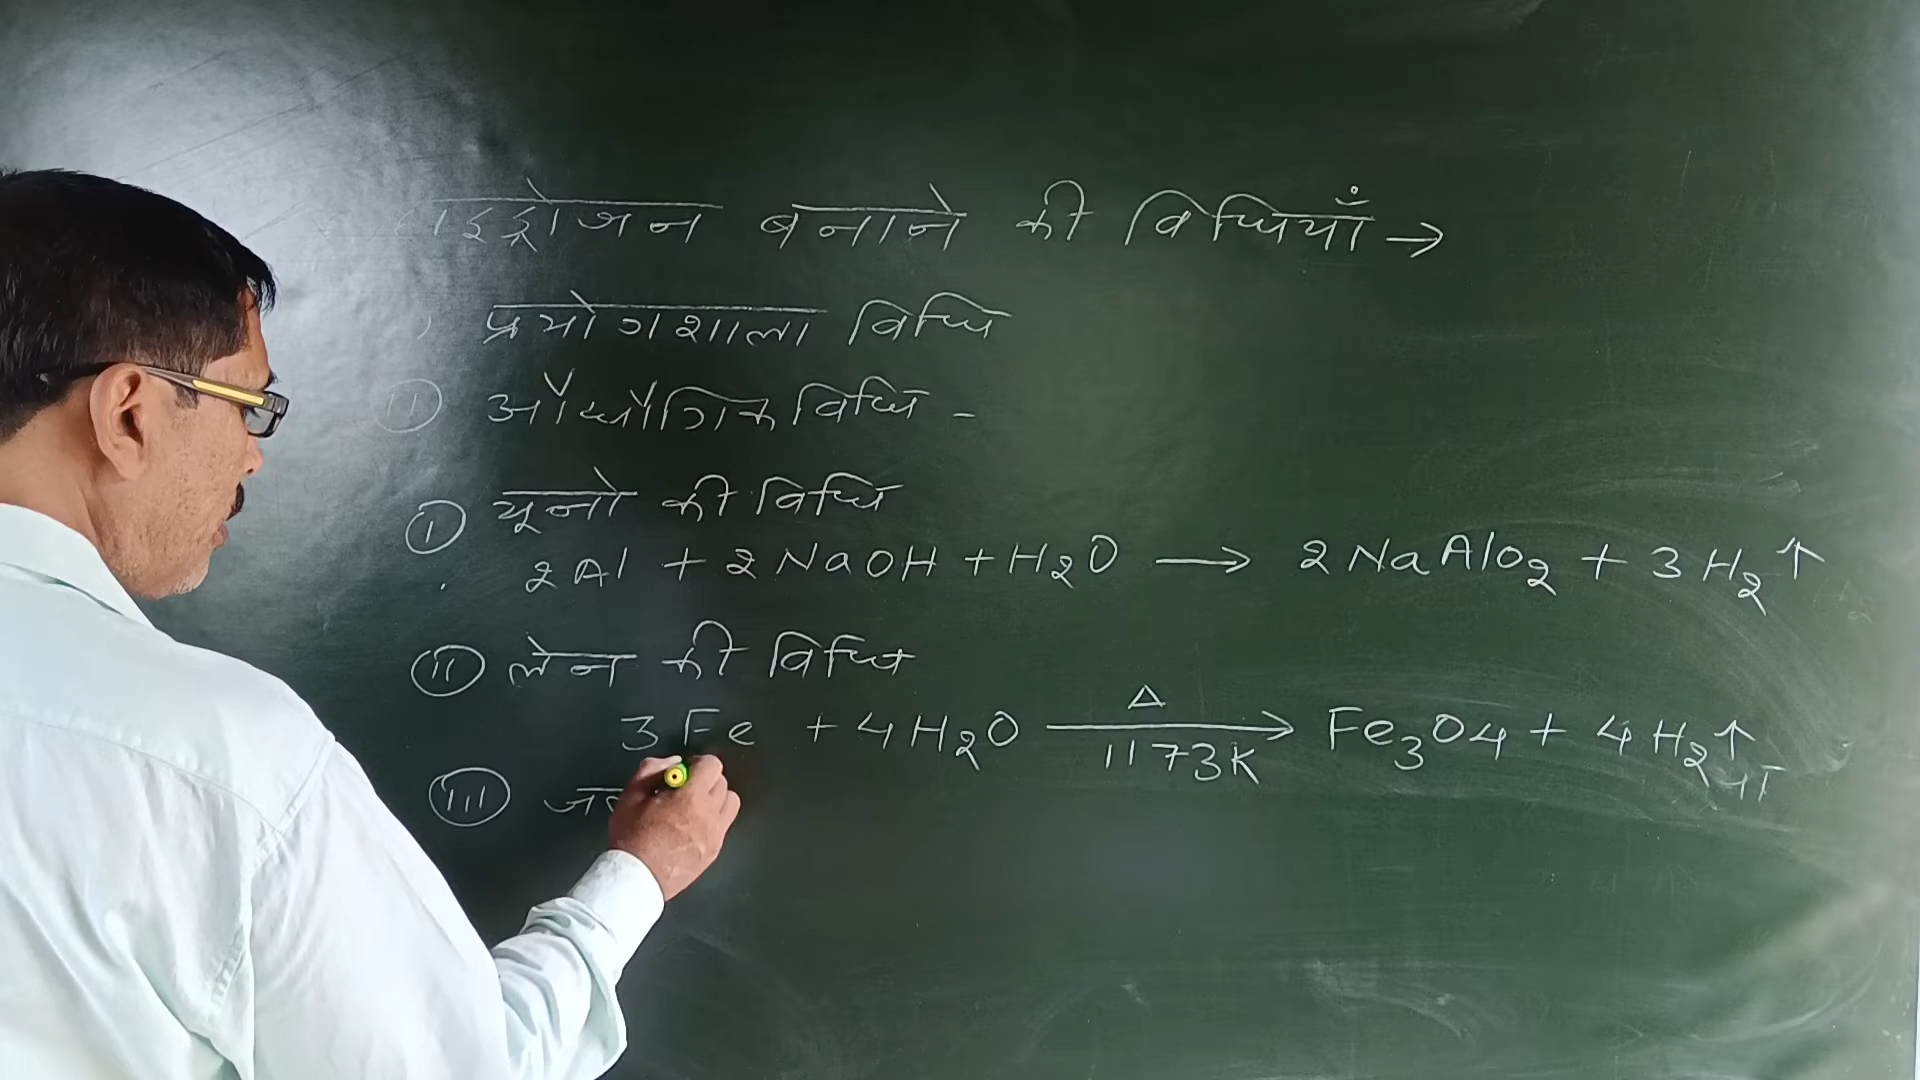 हाइड्रोजन बनाने की विधियाँ →
प्रयोगशाला विधि
(II) औद्योगिक विधि -
(I) यूनो की विधि
2Al + 2NaOH + H2O → 2NaAlO2 + 3H2↑
(II) लेन की विधि
3Fe + 4H2O —Δ 1173K→ Fe3O4 + 4H2↑
(III)